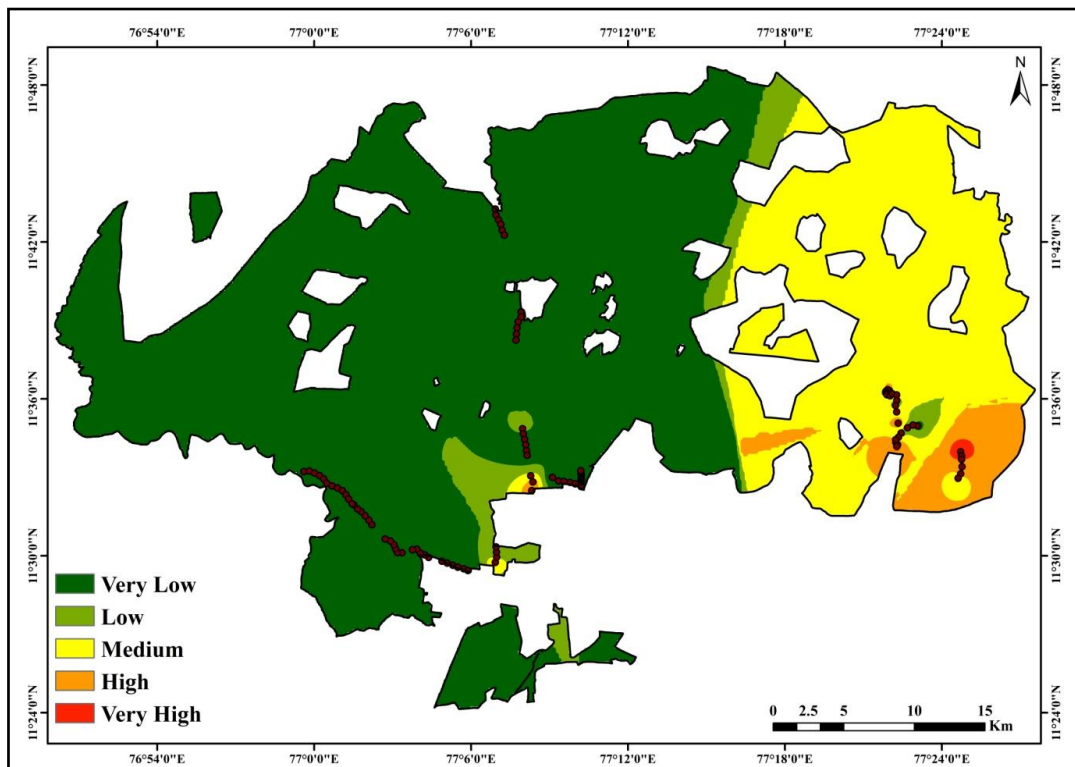 76°54'0"E 77°0'0"E 77°6'0"E 77°12'0"E 77°18'0"E 77°24'0"E
N
11°48'0"N 11°48'0"N
11°42'0"N 11°42'0"N
11°36'0"N 11°36'0"N
11°30'0"N 11°30'0"N
11°24'0"N 11°24'0"N
Very Low
Low
Medium
High
Very High
0 2.5 5 10 15
Km
76°54'0"E 77°0'0"E 77°6'0"E 77°12'0"E 77°18'0"E 77°24'0"E